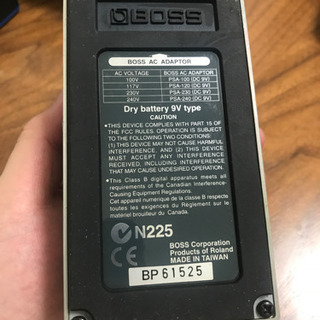 BOSS
BOSS AC ADAPTOR
AC VOLTAGE BOSS AC ADAPTOR
100V PSA-100 (DC 9V)
117V PSA-120 (DC 9V)
230V PSA-230 (DC 9V)
240V PSA-240 (DC 9V)
Dry battery 9V type
CAUTION
•THIS DEVICE COMPLIES WITH PART 15 OF
THE FCC RULES. OPERATION IS SUBJECT
TO THE FOLLOWING TWO CONDITIONS:
(1) THIS DEVICE MAY NOT CAUSE HARMFUL
INTERFERENCE, AND (2) THIS DEVICE
MUST ACCEPT ANY INTERFERENCE
RECEIVED, INCLUDING INTERFERENCE
THAT MAY CAUSE UNDESIRED OPERATION.
•This Class B digital apparatus meets all
requirements of the Canadian Interference-
Causing Equipment Regulations.
Cet appareil numérique de la classe B respecte
toutes les exigences du Règlement sur le
matériel brouilleur du Canada.
N225
CE
BOSS Corporation
Products of Roland
MADE IN TAIWAN
BP61525